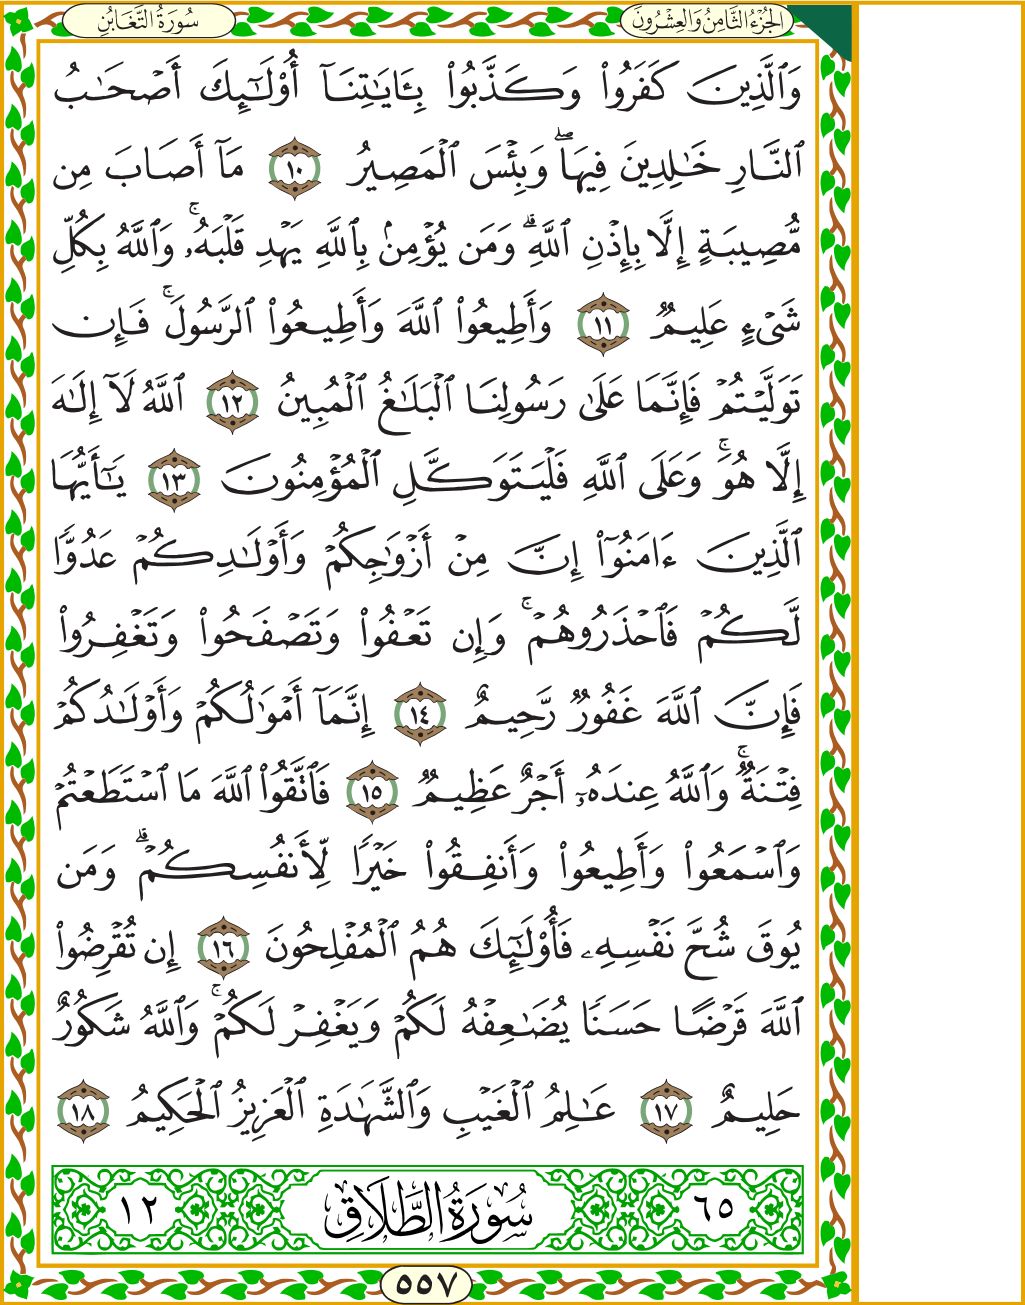 الجُزْءُ الثَّامِنُ وَالعِشْرُونَ
سُورَةُ التَّغَابُنِ
وَٱلَّذِينَ كَفَرُوا۟ وَكَذَّبُوا۟ بِـَٔايَـٰتِنَآ أُو۟لَـٰٓئِكَ أَصْحَـٰبُ
ٱلنَّارِ خَـٰلِدِينَ فِيهَا ۖ وَبِئْسَ ٱلْمَصِيرُ ١٠ مَآ أَصَابَ مِن
مُّصِيبَةٍ إِلَّا بِإِذْنِ ٱللَّهِ ۗ وَمَن يُؤْمِنۢ بِٱللَّهِ يَهْدِ قَلْبَهُۥ ۚ وَٱللَّهُ بِكُلِّ
شَىْءٍ عَلِيمٌ ١١ وَأَطِيعُوا۟ ٱللَّهَ وَأَطِيعُوا۟ ٱلرَّسُولَ ۚ فَإِن
تَوَلَّيْتُمْ فَإِنَّمَا عَلَىٰ رَسُولِنَا ٱلْبَلَـٰغُ ٱلْمُبِينُ ١٢ ٱللَّهُ لَآ إِلَـٰهَ
إِلَّا هُوَ ۚ وَعَلَى ٱللَّهِ فَلْيَتَوَكَّلِ ٱلْمُؤْمِنُونَ ١٣ يَـٰٓأَيُّهَا
ٱلَّذِينَ ءَامَنُوٓا۟ إِنَّ مِنْ أَزْوَٰجِكُمْ وَأَوْلَـٰدِكُمْ عَدُوًّا
لَّكُمْ فَٱحْذَرُوهُمْ ۚ وَإِن تَعْفُوا۟ وَتَصْفَحُوا۟ وَتَغْفِرُوا۟
فَإِنَّ ٱللَّهَ غَفُورٌ رَّحِيمٌ ١٤ إِنَّمَآ أَمْوَٰلُكُمْ وَأَوْلَـٰدُكُمْ
فِتْنَةٌ ۚ وَٱللَّهُ عِندَهُۥٓ أَجْرٌ عَظِيمٌ ١٥ فَٱتَّقُوا۟ ٱللَّهَ مَا ٱسْتَطَعْتُمْ
وَٱسْمَعُوا۟ وَأَطِيعُوا۟ وَأَنفِقُوا۟ خَيْرًا لِّأَنفُسِكُمْ ۗ وَمَن
يُوقَ شُحَّ نَفْسِهِۦ فَأُو۟لَـٰٓئِكَ هُمُ ٱلْمُفْلِحُونَ ١٦ إِن تُقْرِضُوا۟
ٱللَّهَ قَرْضًا حَسَنًا يُضَـٰعِفْهُ لَكُمْ وَيَغْفِرْ لَكُمْ ۚ وَٱللَّهُ شَكُورٌ
حَلِيمٌ ١٧ عَـٰلِمُ ٱلْغَيْبِ وَٱلشَّهَـٰدَةِ ٱلْعَزِيزُ ٱلْحَكِيمُ ١٨
٦٥ سُورَةُ الطَّلَاقِ ١٢
٥٥٧